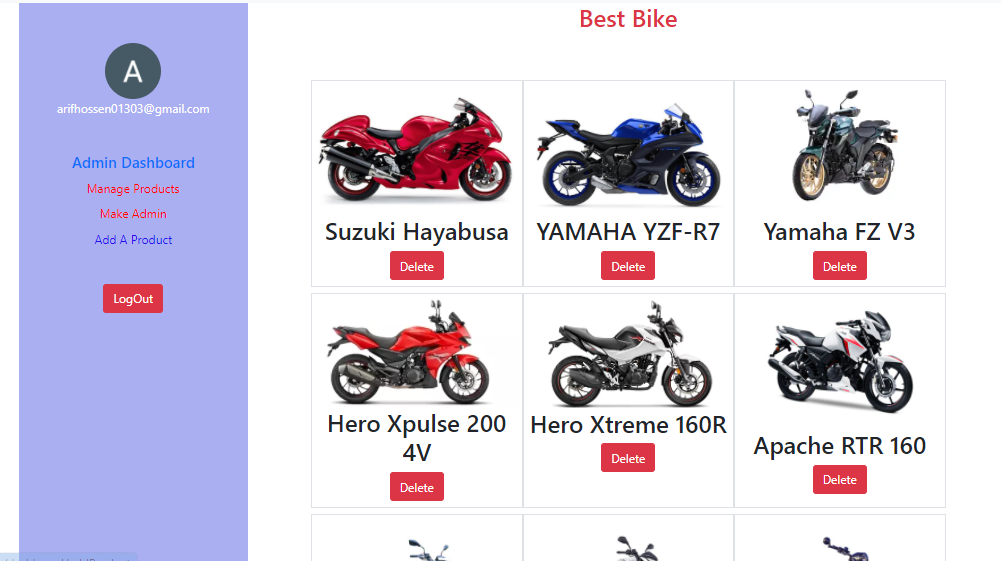 Best Bike
A
arifhossen01303@gmail.com
Admin Dashboard
Manage Products
Make Admin
Add A Product
LogOut
Suzuki Hayabusa
Delete
YAMAHA YZF-R7
Delete
Yamaha FZ V3
Delete
Hero Xpulse 200
4V
Delete
Hero Xtreme 160R
Delete
Apache RTR 160
Delete